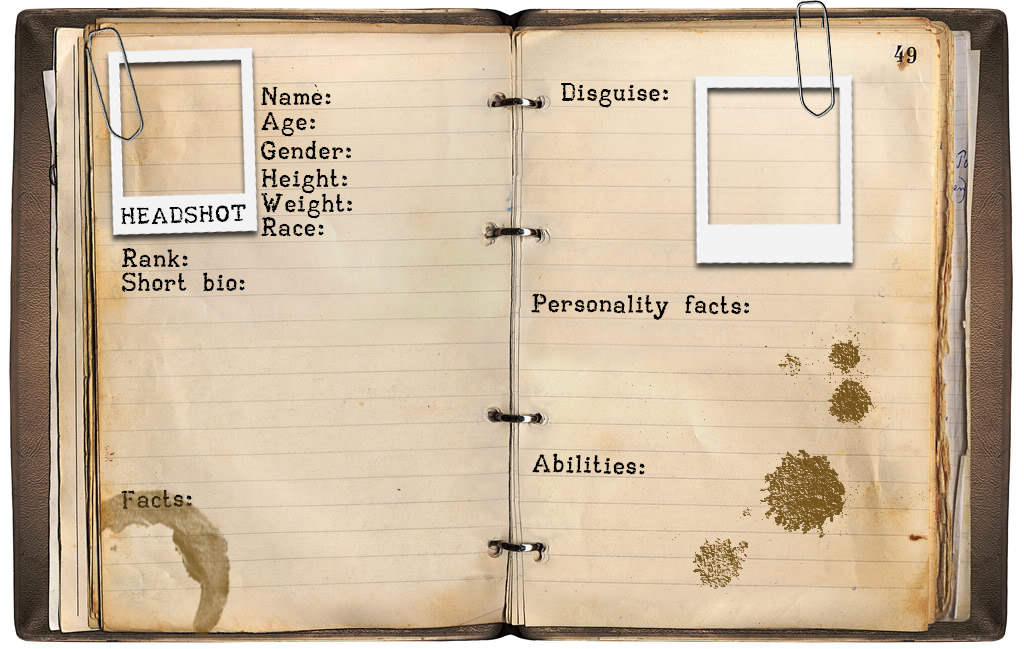 Name:
Age:
Gender:
Height:
Weight:
Race:
HEADSHOT
Rank:
Short bio:
Facts:
49
Disguise:
Personality facts:
Abilities: